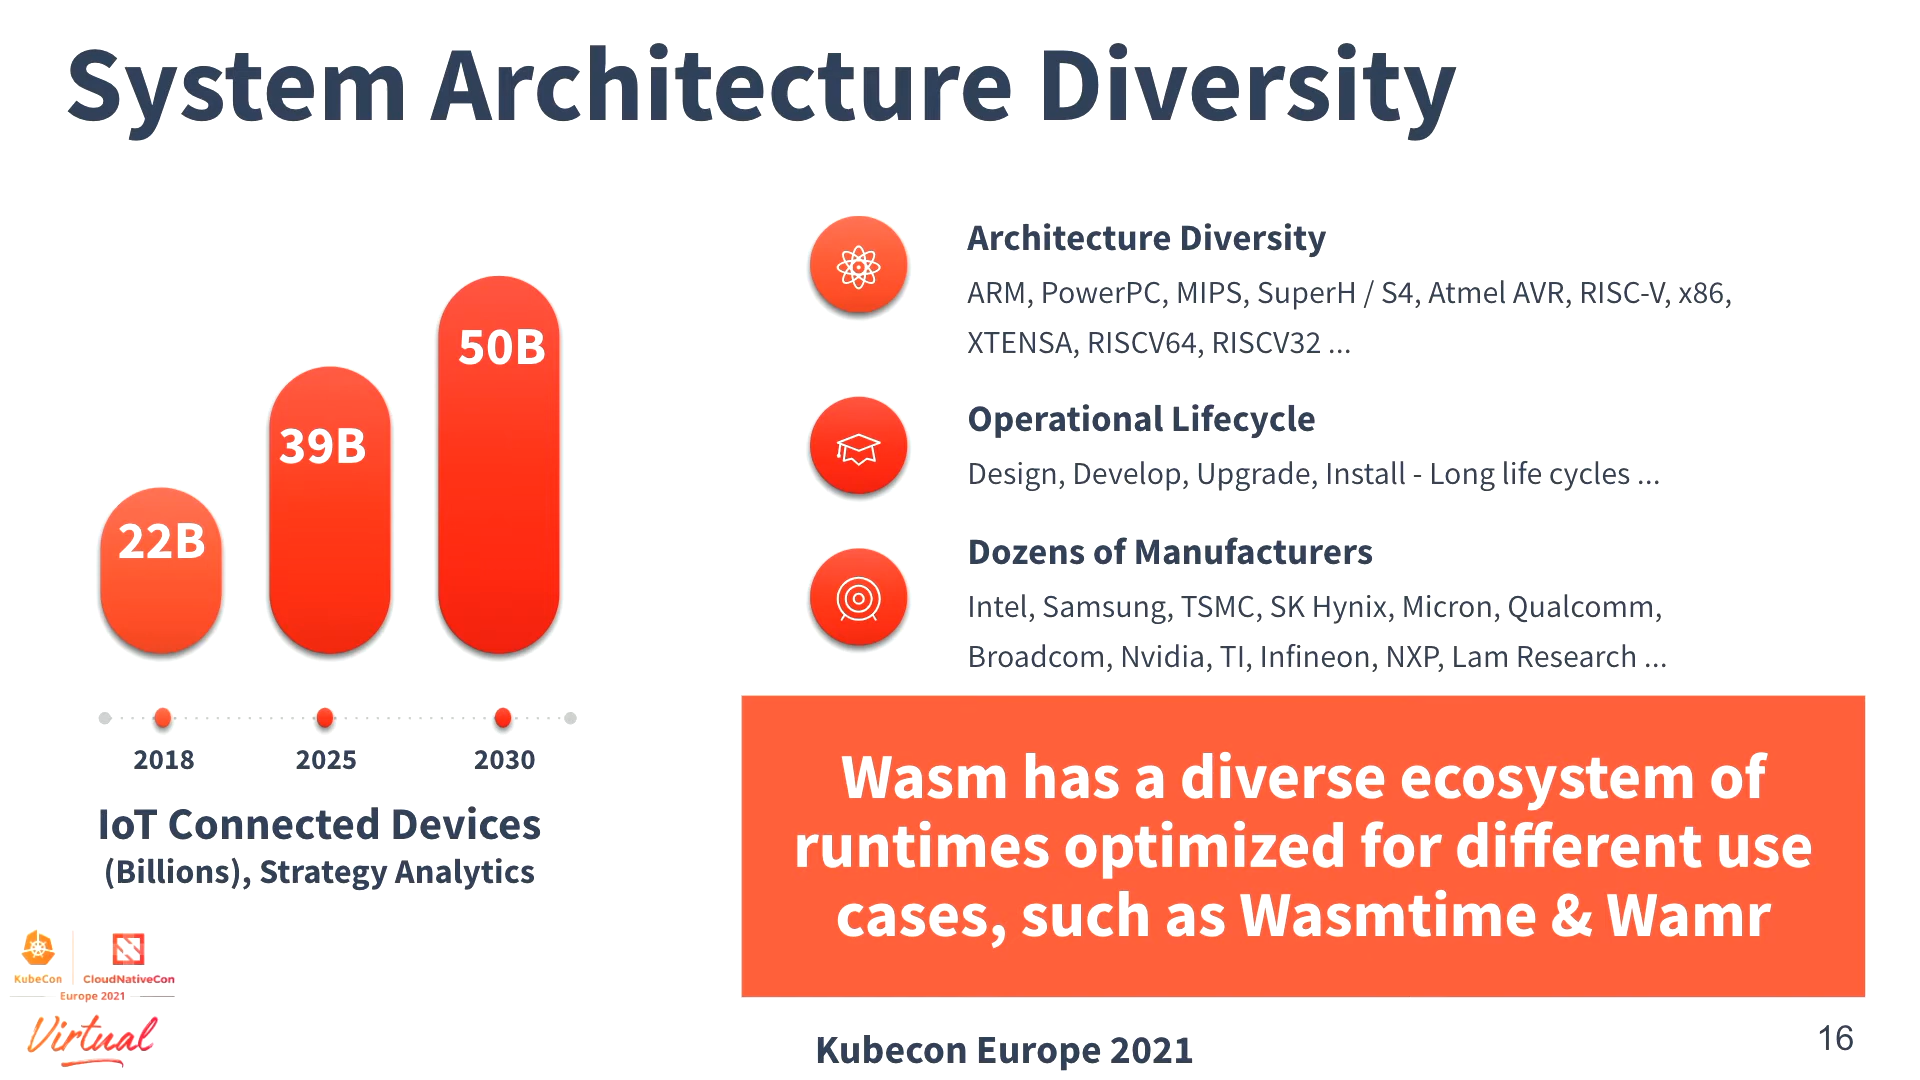 System Architecture Diversity
22B
39B
50B
2018
2025
2030
IoT Connected Devices
(Billions), Strategy Analytics
Architecture Diversity
ARM, PowerPC, MIPS, SuperH / S4, Atmel AVR, RISC-V, x86,
XTENSA, RISCV64, RISCV32 ...
Operational Lifecycle
Design, Develop, Upgrade, Install - Long life cycles ...
Dozens of Manufacturers
Intel, Samsung, TSMC, SK Hynix, Micron, Qualcomm,
Broadcom, Nvidia, TI, Infineon, NXP, Lam Research ...
Wasm has a diverse ecosystem of
runtimes optimized for different use
cases, such as Wasmtime & Wamr
KubeCon
CloudNativeCon
Europe 2021
Virtual
Kubecon Europe 2021
16